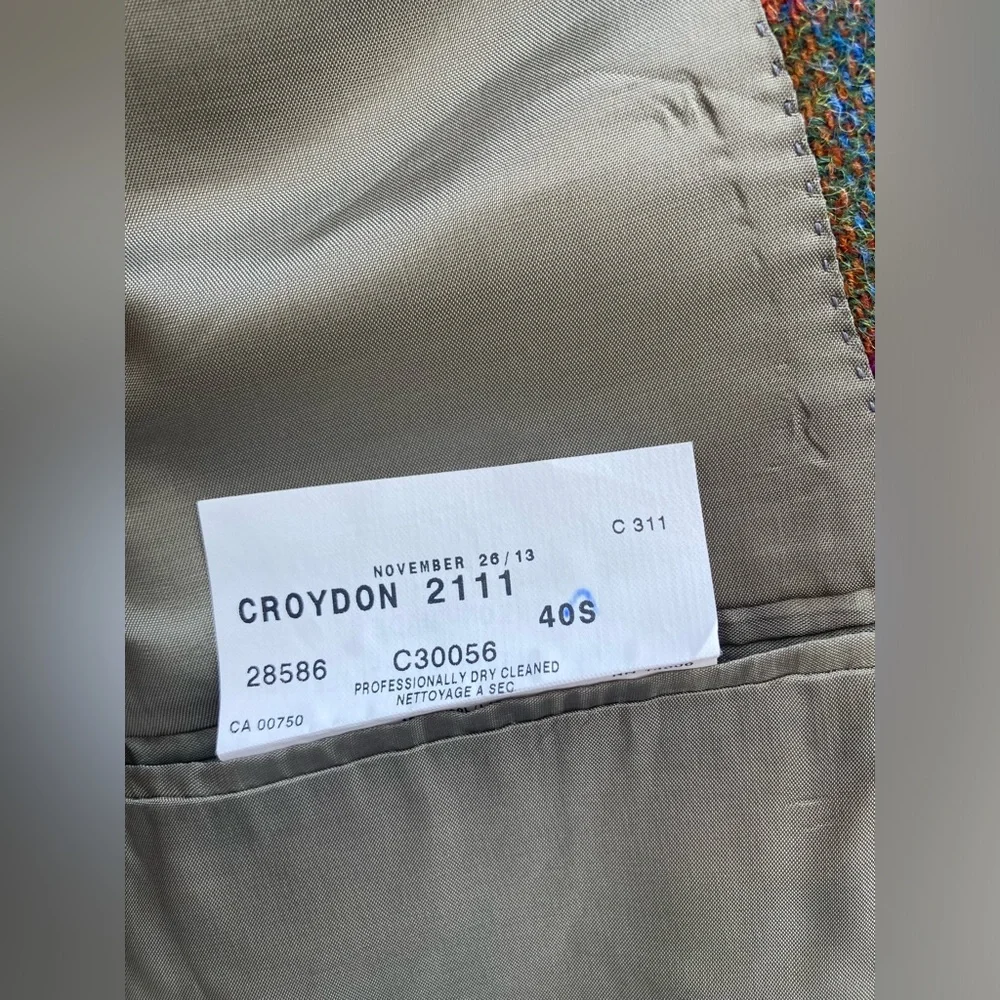 C 311
NOVEMBER 26/13
CROYDON 2111
40S
28586 C30056
PROFESSIONALLY DRY CLEANED
NETTOYAGE A SEC
CA 00750